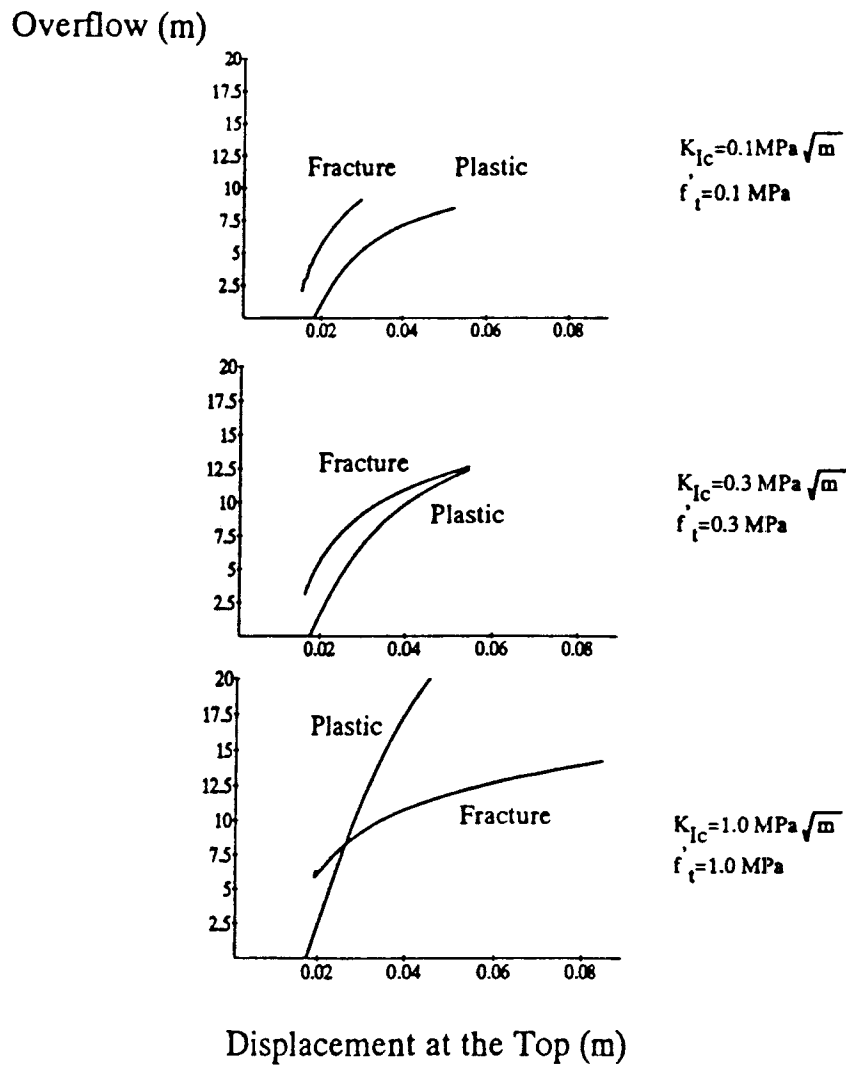 Overflow (m)
20
17.5
15
12.5
10
7.5
5
2.5
0.02 0.04 0.06 0.08
Fracture
Plastic
K_Ic=0.1MPa √m
f'_t=0.1 MPa
20
17.5
15
12.5
10
7.5
5
2.5
0.02 0.04 0.06 0.08
Fracture
Plastic
K_Ic=0.3 MPa √m
f'_t=0.3 MPa
20
17.5
15
12.5
10
7.5
5
2.5
0.02 0.04 0.06 0.08
Plastic
Fracture
K_Ic=1.0 MPa √m
f'_t=1.0 MPa
Displacement at the Top (m)